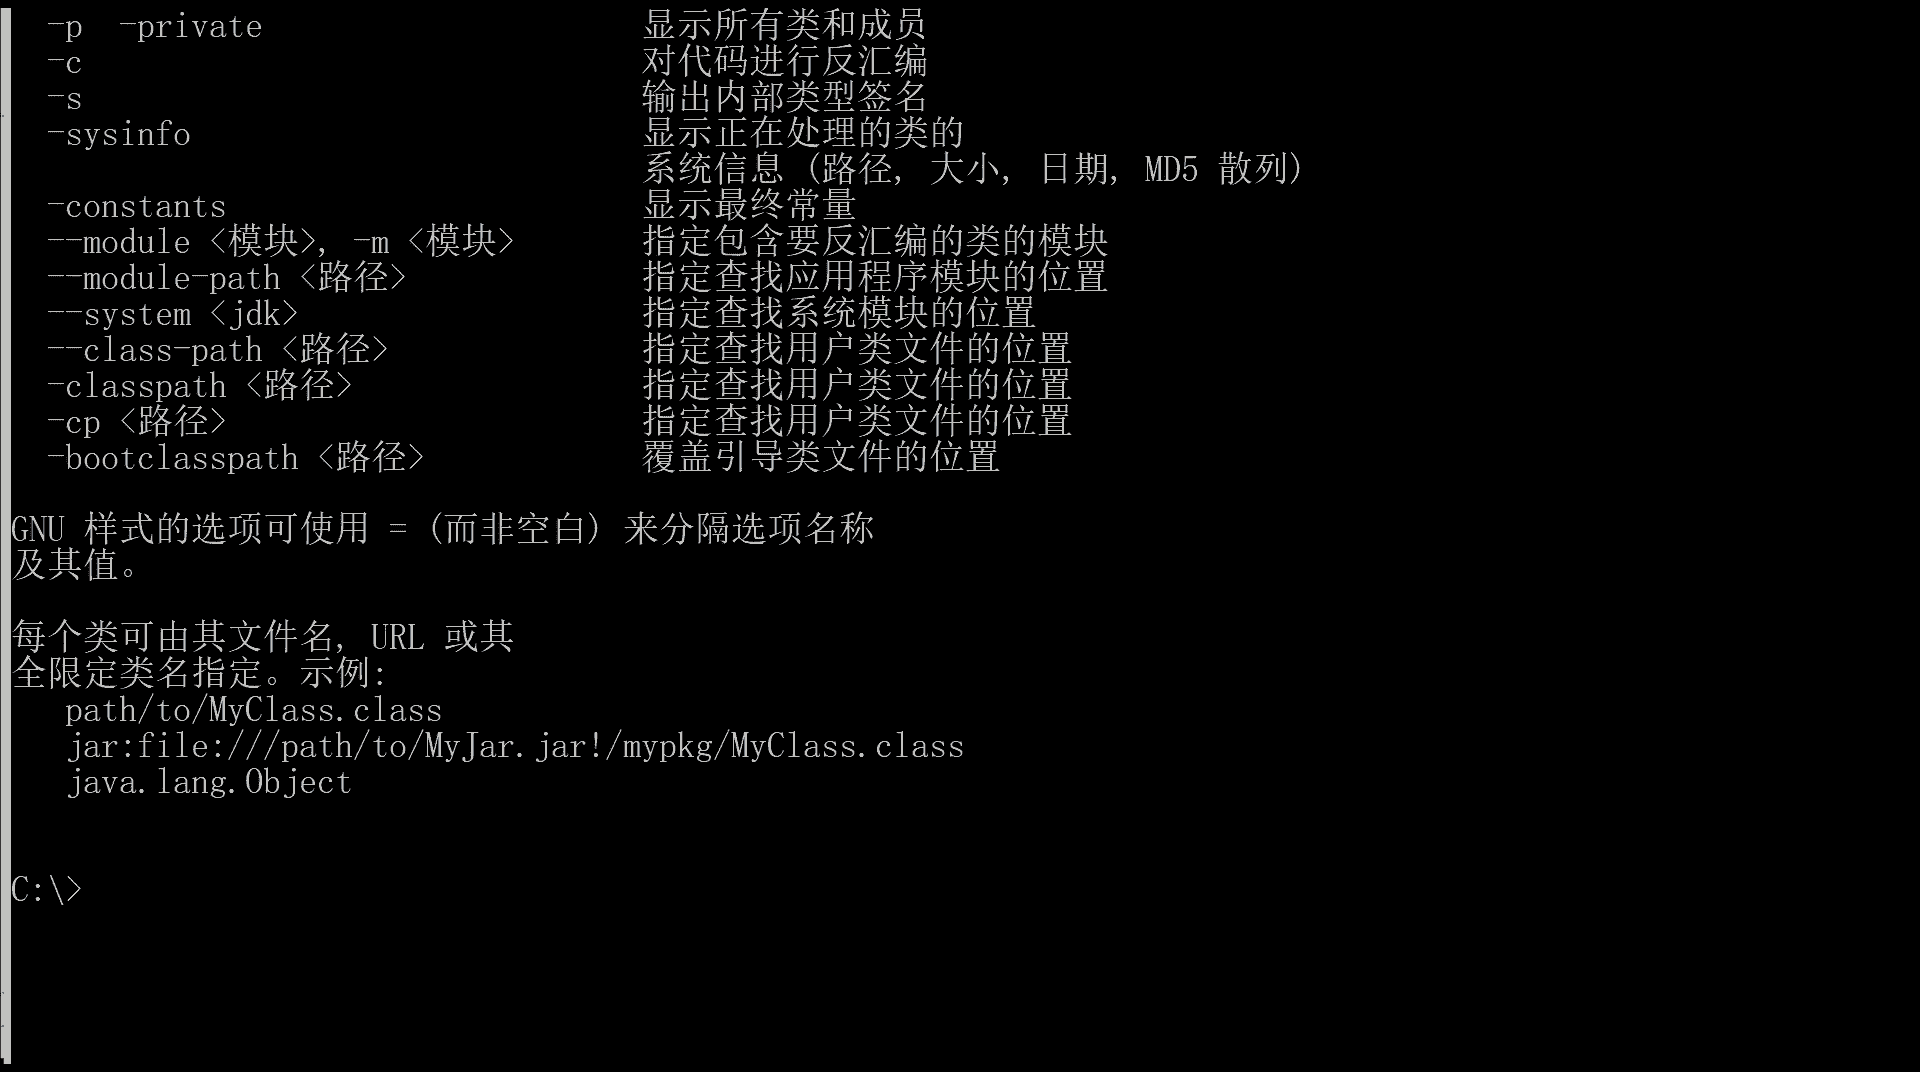 -p  -private                    显示所有类和成员
-c                              对代码进行反汇编
-s                              输出内部类型签名
-sysinfo                        显示正在处理的类的
系统信息 (路径, 大小, 日期, MD5 散列)
-constants                      显示最终常量
--module <模块>, -m <模块>       指定包含要反汇编的类的模块
--module-path <路径>            指定查找应用程序模块的位置
--system <jdk>                  指定查找系统模块的位置
--class-path <路径>             指定查找用户类文件的位置
-classpath <路径>               指定查找用户类文件的位置
-cp <路径>                      指定查找用户类文件的位置
-bootclasspath <路径>           覆盖引导类文件的位置
GNU 样式的选项可使用 = (而非空白) 来分隔选项名称
及其值。
每个类可由其文件名, URL 或其
全限定类名指定。示例:
path/to/MyClass.class
jar:file:///path/to/MyJar.jar!/mypkg/MyClass.class
java.lang.Object
C:\>